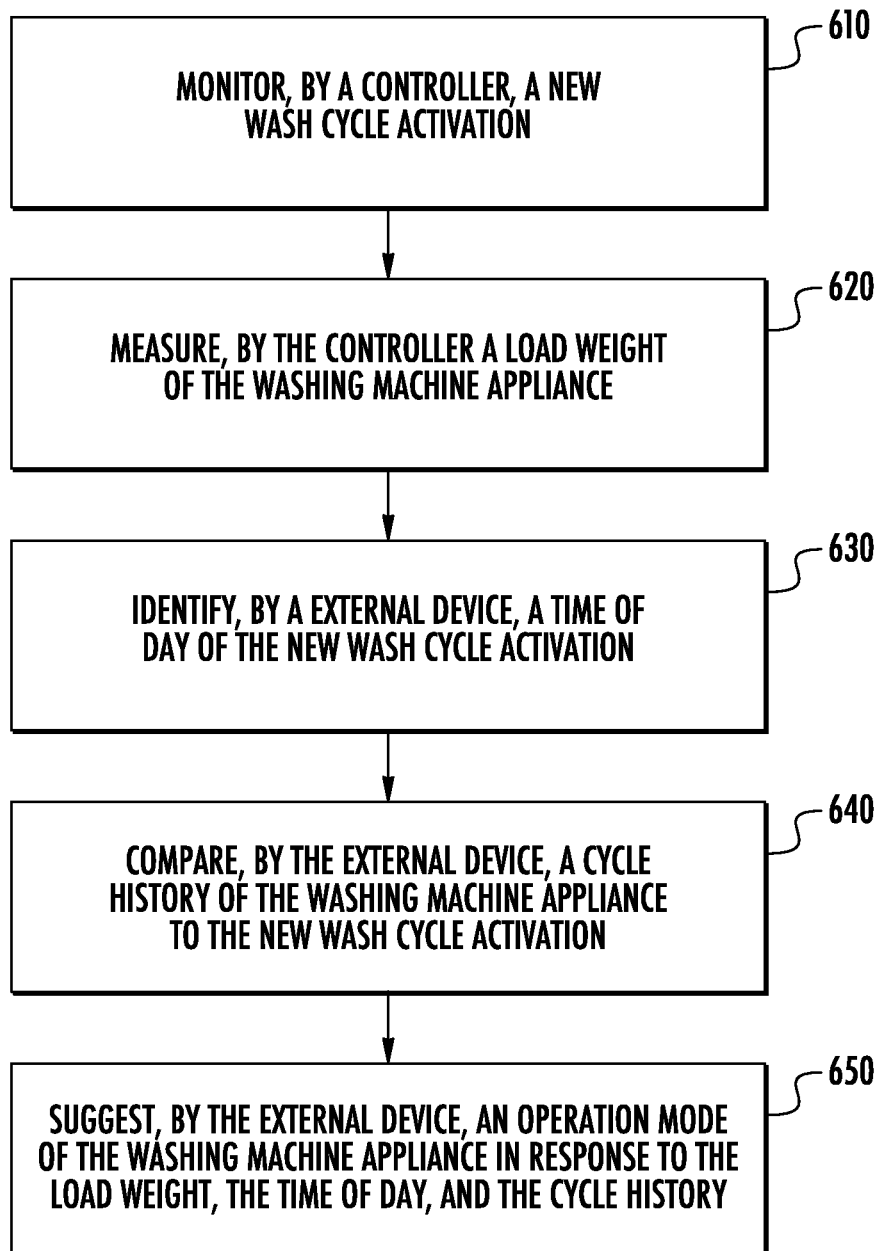 610
MONITOR, BY A CONTROLLER, A NEW
WASH CYCLE ACTIVATION
620
MEASURE, BY THE CONTROLLER A LOAD WEIGHT
OF THE WASHING MACHINE APPLIANCE
630
IDENTIFY, BY A EXTERNAL DEVICE, A TIME OF
DAY OF THE NEW WASH CYCLE ACTIVATION
640
COMPARE, BY THE EXTERNAL DEVICE, A CYCLE
HISTORY OF THE WASHING MACHINE APPLIANCE
TO THE NEW WASH CYCLE ACTIVATION
650
SUGGEST, BY THE EXTERNAL DEVICE, AN OPERATION MODE
OF THE WASHING MACHINE APPLIANCE IN RESPONSE TO THE
LOAD WEIGHT, THE TIME OF DAY, AND THE CYCLE HISTORY